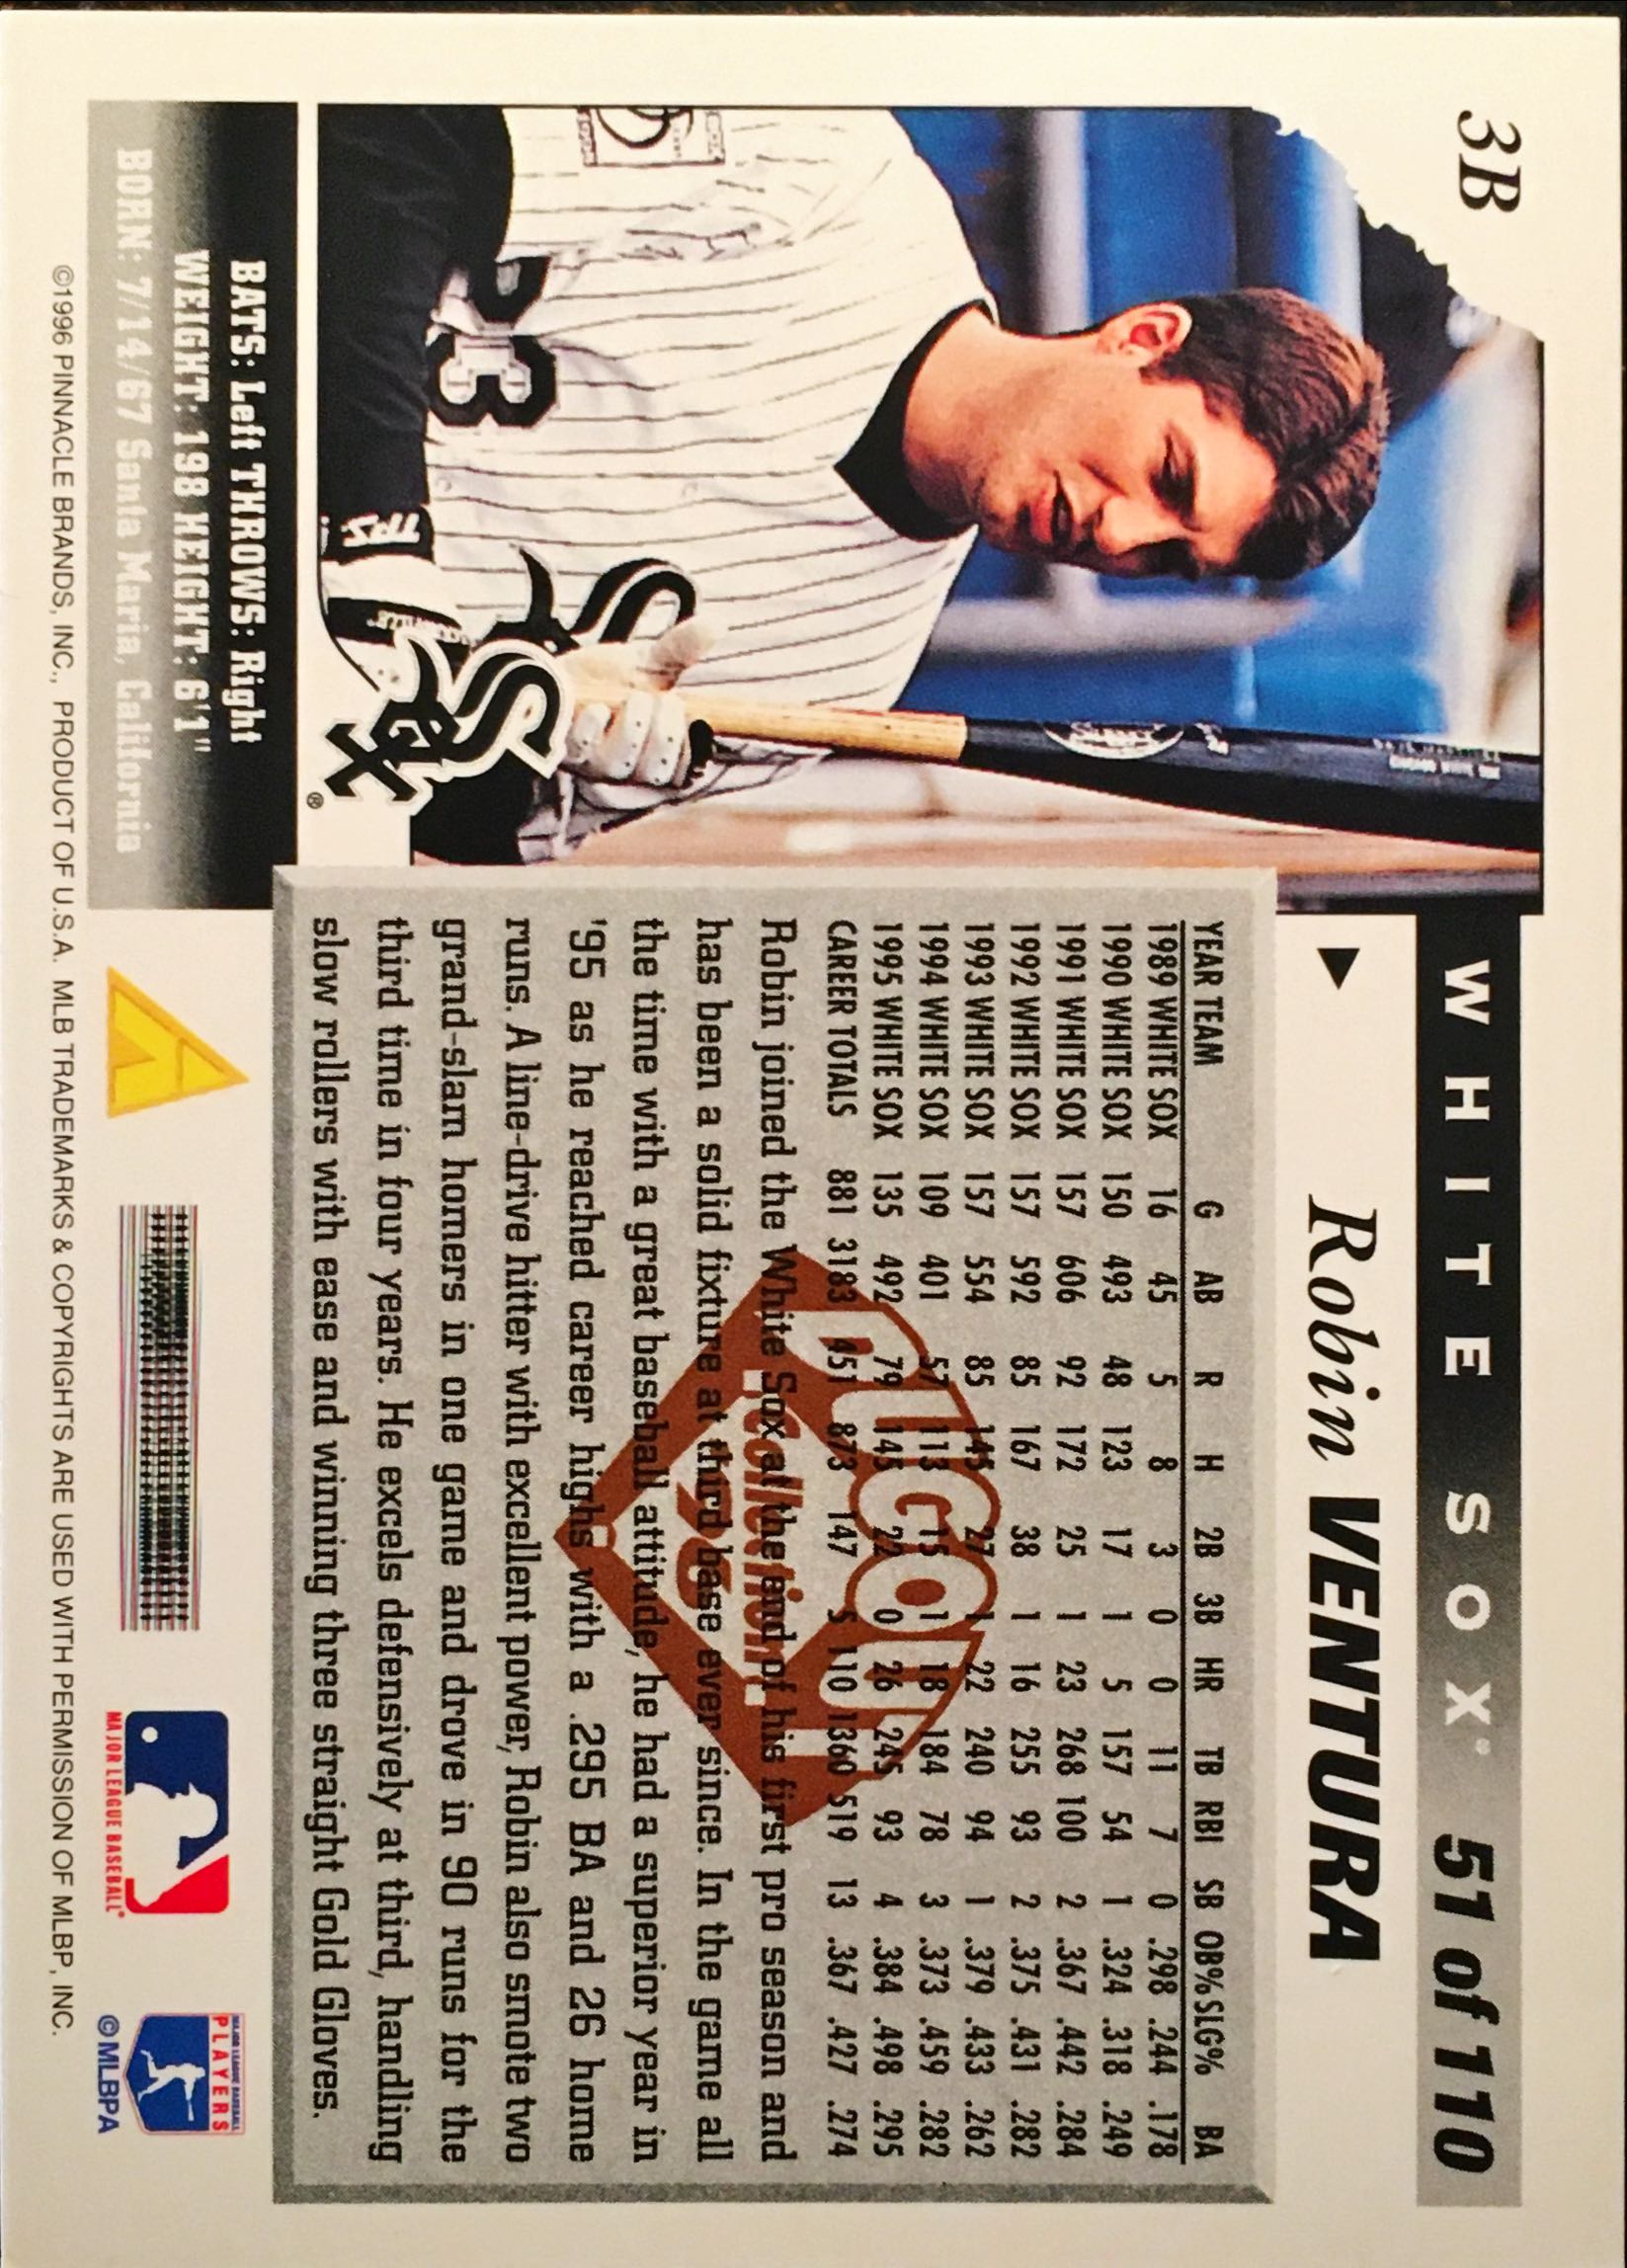 3B
WHITE SOX® 51 of 110
Robin VENTURA
YEAR TEAM G AB R H 2B 3B HR TB RBI SB OB% SLG% BA
1989 WHITE SOX 16 45 5 8 3 0 0 11 7 0 .298 .244 .178
1990 WHITE SOX 150 493 48 123 17 1 5 157 54 1 .324 .318 .249
1991 WHITE SOX 157 606 92 172 25 1 23 268 100 2 .367 .442 .284
1992 WHITE SOX 157 592 85 167 38 1 16 255 93 2 .375 .431 .282
1993 WHITE SOX 157 554 85 145 27 1 22 240 94 1 .379 .433 .262
1994 WHITE SOX 109 401 57 113 15 1 18 184 78 3 .373 .459 .282
1995 WHITE SOX 135 492 79 145 22 0 26 245 93 4 .384 .498 .295
CAREER TOTALS 881 3183 451 873 147 5 110 1360 519 13 .367 .427 .274
Robin joined the White Sox at the end of his first pro season and
has been a solid fixture at third base ever since. In the game all
the time with a great baseball attitude, he had a superior year in
'95 as he reached career highs with a .295 BA and 26 home
runs. A line-drive hitter with excellent power, Robin also smote two
grand-slam homers in one game and drove in 90 runs for the
third time in four years. He excels defensively at third, handling
slow rollers with ease and winning three straight Gold Gloves.
DUGOUT
Collection
96
23
Sox
Sox
®
BATS: Left THROWS: Right
WEIGHT: 198 HEIGHT: 6'1"
BORN: 7/14/67 Santa Maria, California
MAJOR LEAGUE BASEBALL
MAJOR LEAGUE BASEBALL
PLAYERS
©MLBPA
©1996 PINNACLE BRANDS, INC., PRODUCT OF U.S.A. MLB TRADEMARKS & COPYRIGHTS ARE USED WITH PERMISSION OF MLBP, INC.